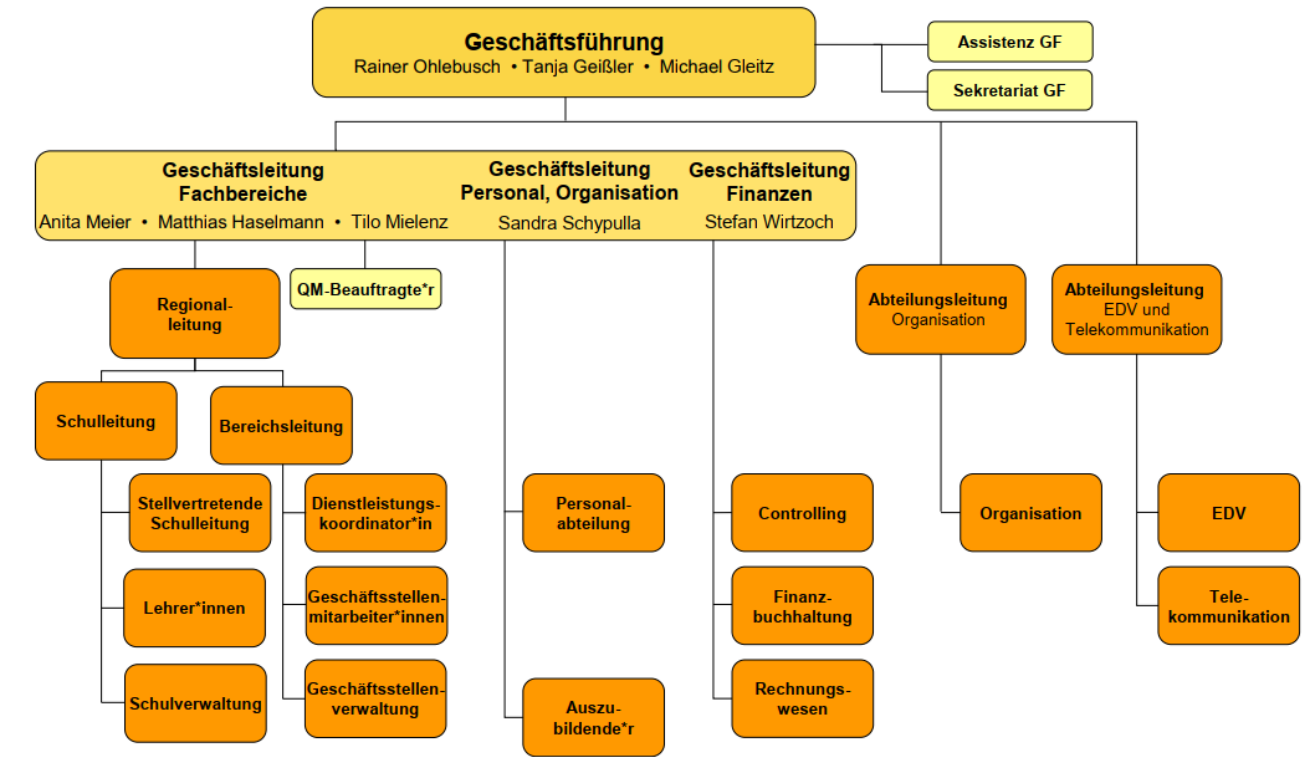 Geschäftsführung
Rainer Ohlebusch • Tanja Geißler • Michael Gleitz
Assistenz GF
Sekretariat GF
Geschäftsleitung
Fachbereiche
Anita Meier • Matthias Haselmann • Tilo Mielenz
Geschäftsleitung
Personal, Organisation
Sandra Schypulla
Geschäftsleitung
Finanzen
Stefan Wirtzoch
Regional-
leitung
QM-Beauftragte*r
Abteilungsleitung
Organisation
Abteilungsleitung
EDV und
Telekommunikation
Schulleitung
Bereichsleitung
Stellvertretende
Schulleitung
Lehrer*innen
Schulverwaltung
Dienstleistungs-
koordinator*in
Geschäftsstellen-
mitarbeiter*innen
Geschäftsstellen-
verwaltung
Personal-
abteilung
Auszu-
bildende*r
Controlling
Finanz-
buchhaltung
Rechnungs-
wesen
Organisation
EDV
Tele-
kommunikation